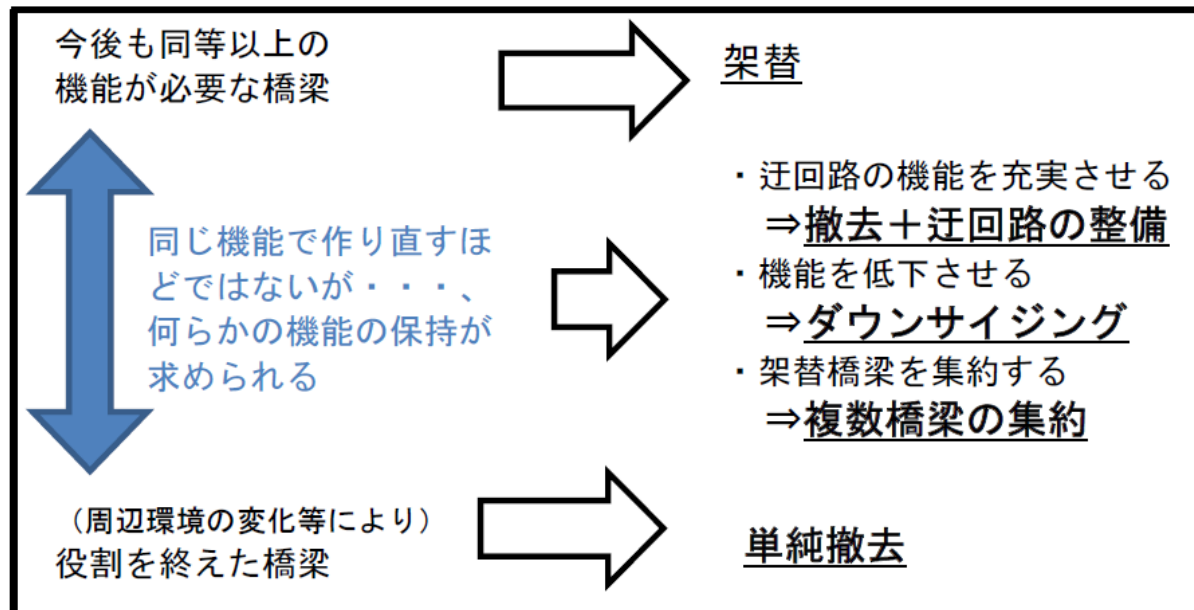 今後も同等以上の
機能が必要な橋梁
架替
同じ機能で作り直すほ
どではないが・・・、
何らかの機能の保持が
求められる
・迂回路の機能を充実させる
⇒撤去＋迂回路の整備
・機能を低下させる
⇒ダウンサイジング
・架替橋梁を集約する
⇒複数橋梁の集約
（周辺環境の変化等により）
役割を終えた橋梁
単純撤去